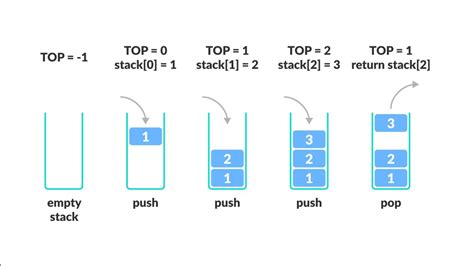 TOP = -1
TOP = 0
stack[0] = 1
TOP = 1
stack[1] = 2
TOP = 2
stack[2] = 3
TOP = 1
return stack[2]
1
2
1
3
2
1
3
2
1
empty
stack
push
push
push
pop